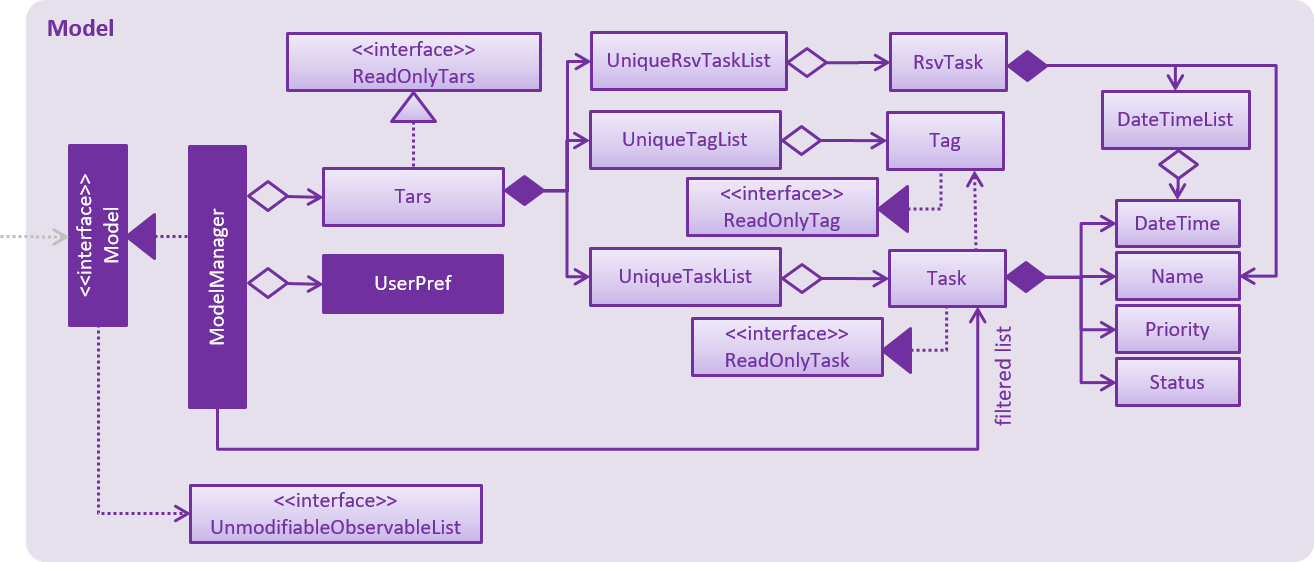 Model
<<interface>>
ReadOnlyTars
UniqueRsvTaskList
RsvTask
DateTimeList
UniqueTagList
Tag
<<interface>>
Model
ModelManager
Tars
<<interface>>
ReadOnlyTag
DateTime
UserPref
UniqueTaskList
Task
Name
<<interface>>
ReadOnlyTask
filtered list
Priority
Status
<<interface>>
UnmodifiableObservableList